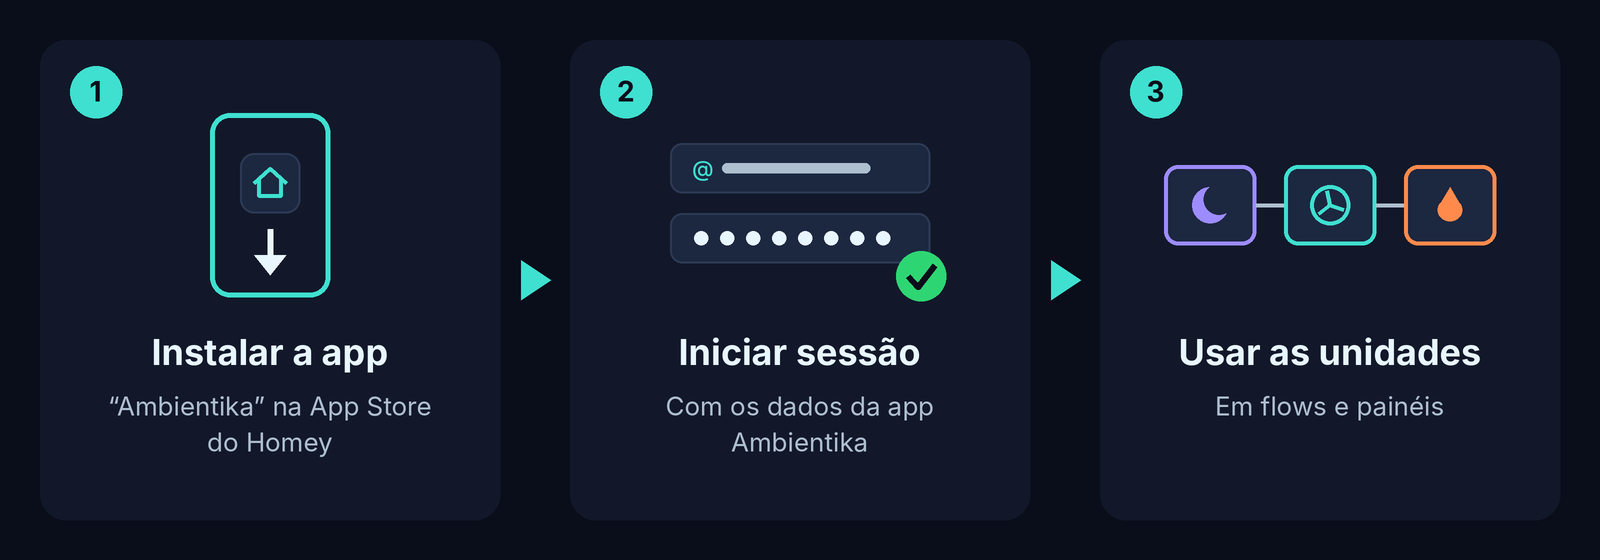 1
Instalar a app
“Ambientika” na App Store
do Homey
2
@
Iniciar sessão
Com os dados da app
Ambientika
3
Usar as unidades
Em flows e painéis